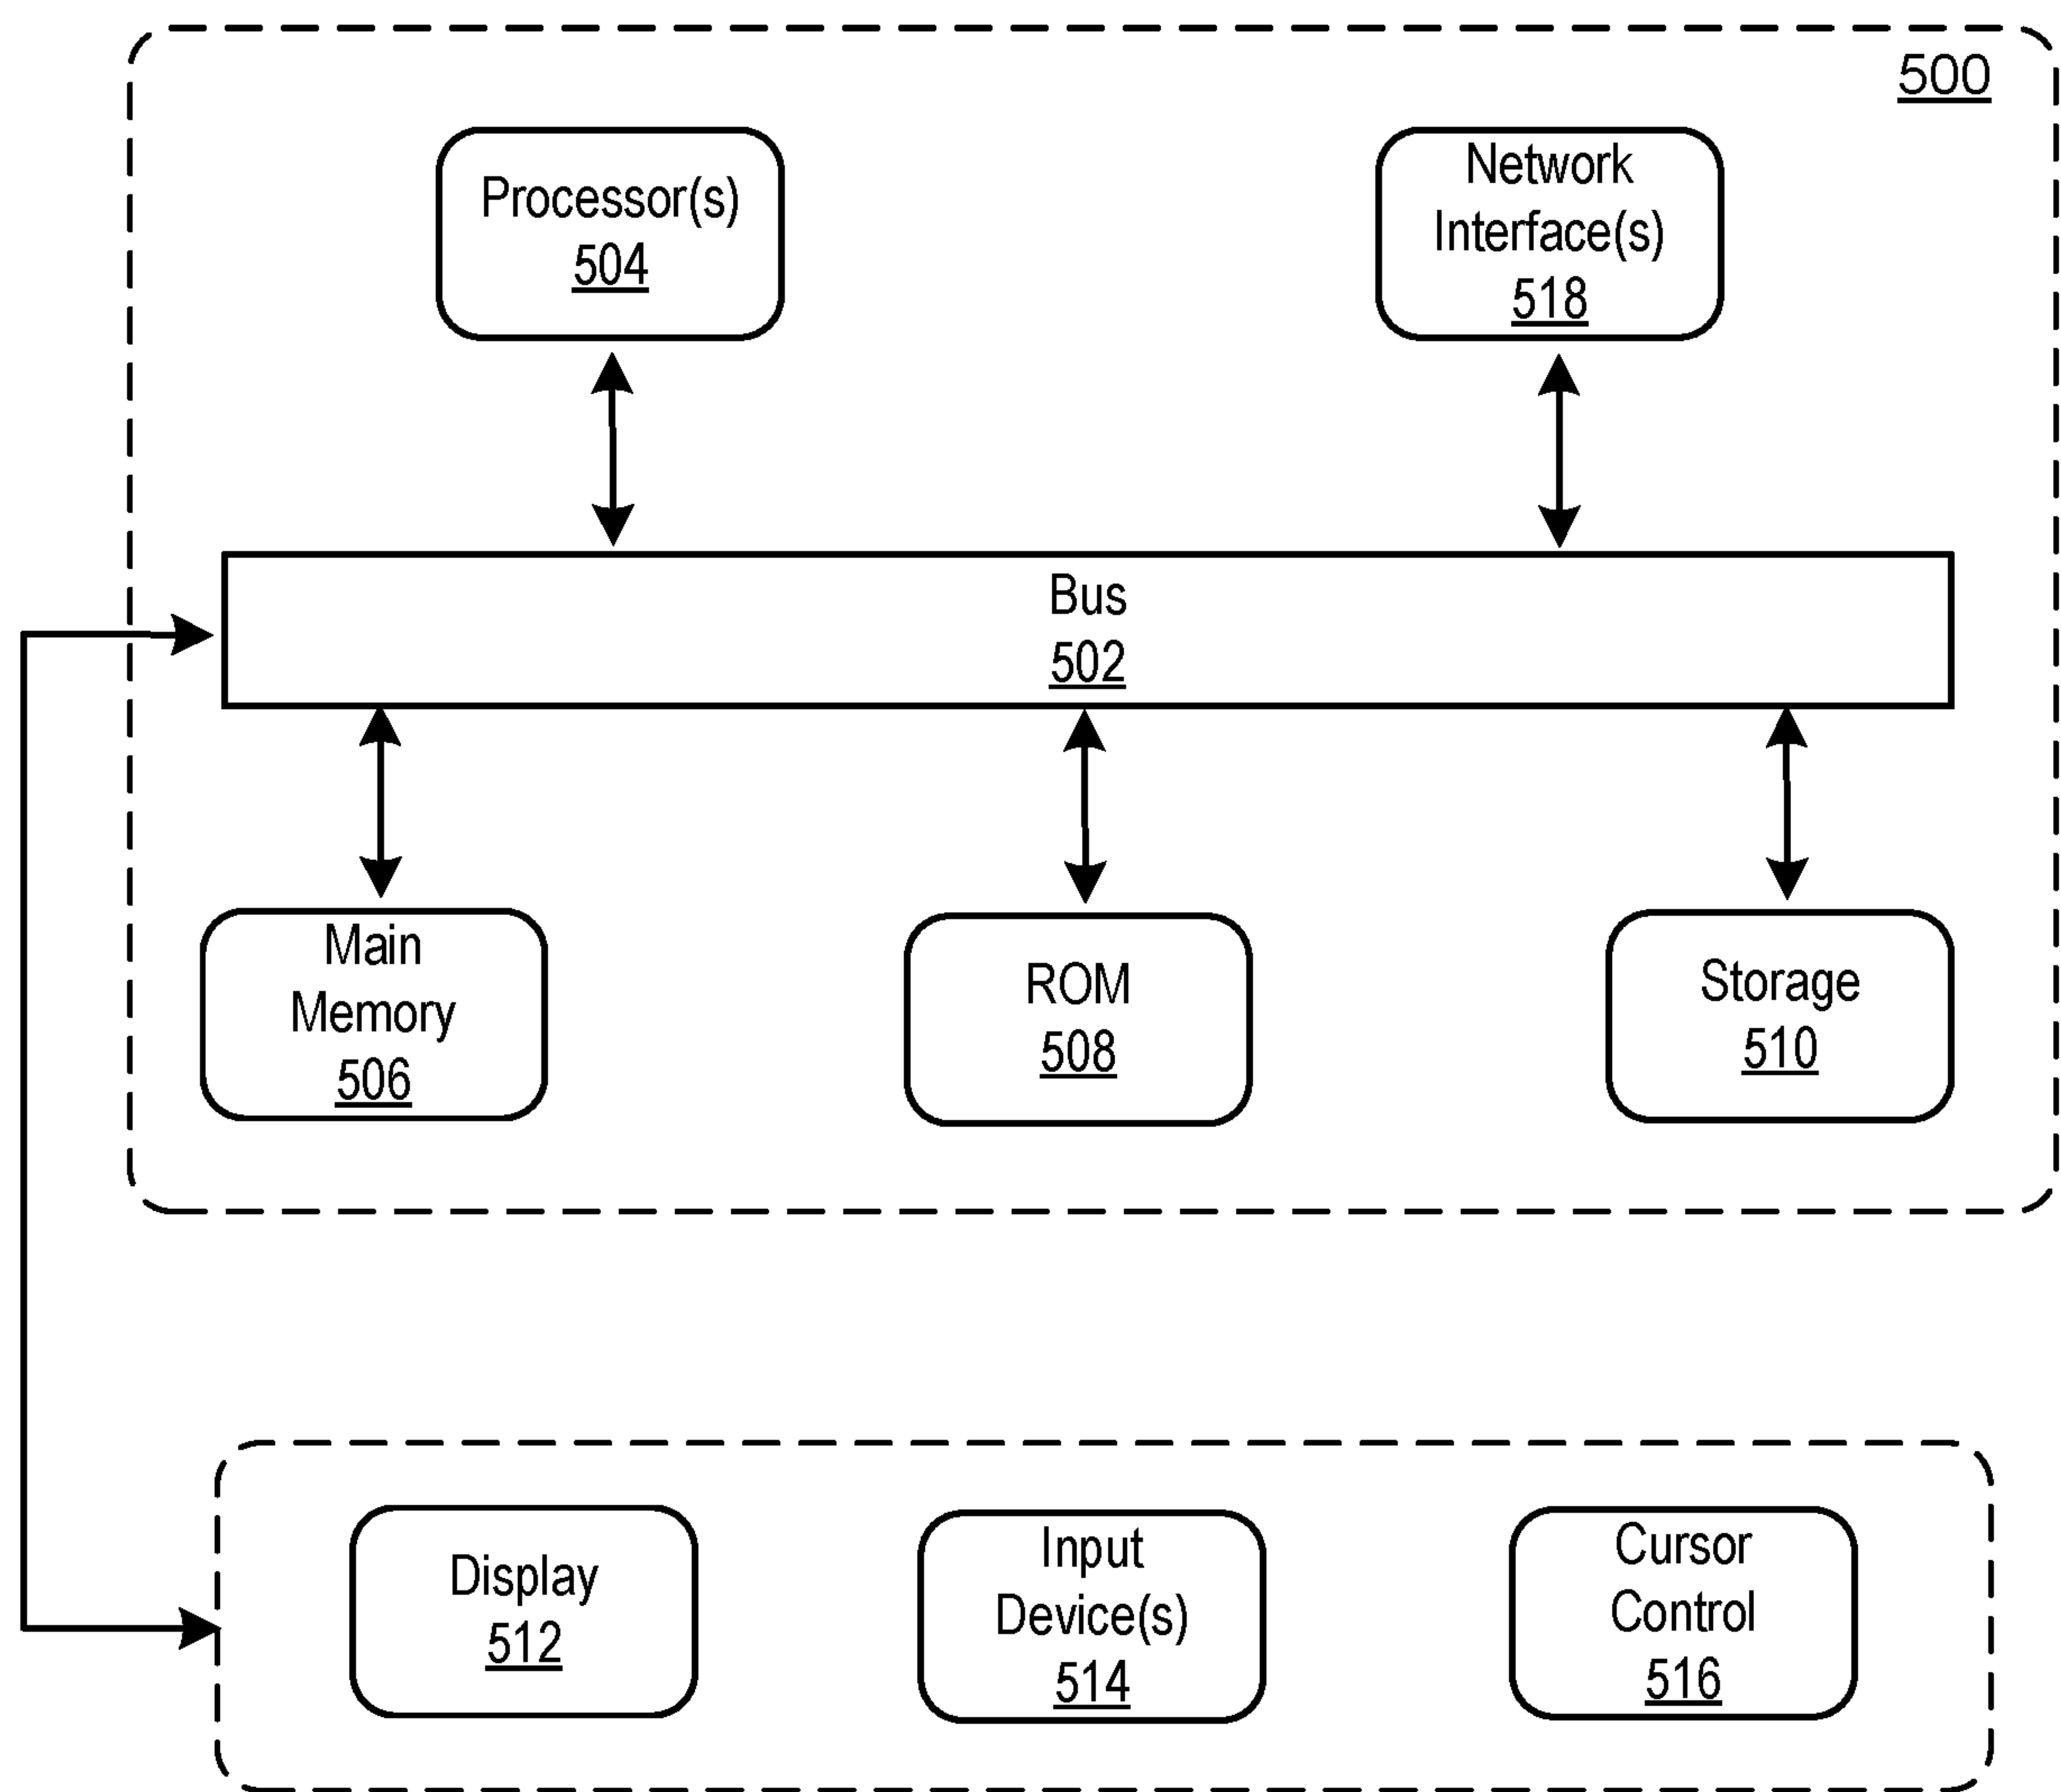 500
Processor(s)
504
Network
Interface(s)
518
Bus
502
Main
Memory
506
ROM
508
Storage
510
Display
512
Input
Device(s)
514
Cursor
Control
516